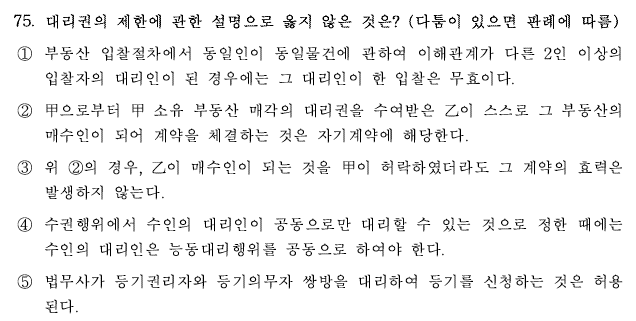 75. 대리권의 제한에 관한 설명으로 옳지 않은 것은? (다툼이 있으면 판례에 따름)
① 부동산 입찰절차에서 동일인이 동일물건에 관하여 이해관계가 다른 2인 이상의
입찰자의 대리인이 된 경우에는 그 대리인이 한 입찰은 무효이다.
② 甲으로부터 甲 소유 부동산 매각의 대리권을 수여받은 乙이 스스로 그 부동산의
매수인이 되어 계약을 체결하는 것은 자기계약에 해당한다.
③ 위 ②의 경우, 乙이 매수인이 되는 것을 甲이 허락하였더라도 그 계약의 효력은
발생하지 않는다.
④ 수권행위에서 수인의 대리인이 공동으로만 대리할 수 있는 것으로 정한 때에는
수인의 대리인은 능동대리행위를 공동으로 하여야 한다.
⑤ 법무사가 등기권리자와 등기의무자 쌍방을 대리하여 등기를 신청하는 것은 허용
된다.